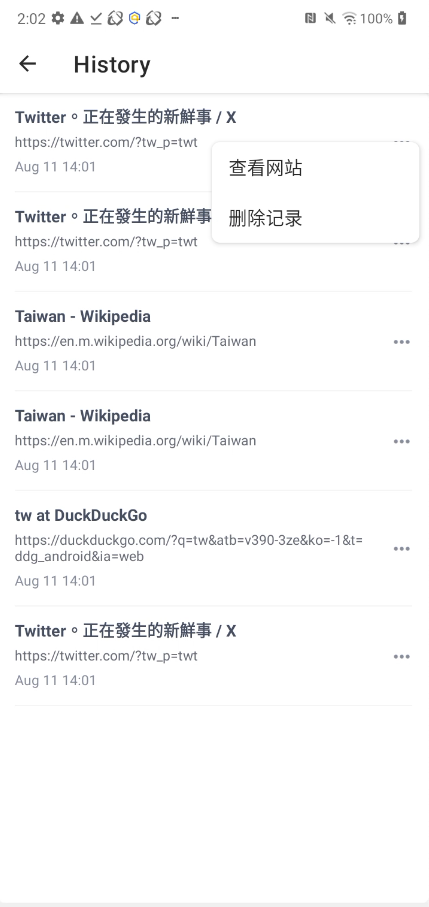 2:02
100%
History
Twitter。正在發生的新鮮事 / X
https://twitter.com/?tw_p=twt
Aug 11 14:01
查看网站
删除记录
Twitter。正在發生的新鮮事
https://twitter.com/?tw_p=twt
Aug 11 14:01
Taiwan - Wikipedia
https://en.m.wikipedia.org/wiki/Taiwan
Aug 11 14:01
Taiwan - Wikipedia
https://en.m.wikipedia.org/wiki/Taiwan
Aug 11 14:01
tw at DuckDuckGo
https://duckduckgo.com/?q=tw&atb=v390-3ze&ko=-1&t=
ddg_android&ia=web
Aug 11 14:01
Twitter。正在發生的新鮮事 / X
https://twitter.com/?tw_p=twt
Aug 11 14:01